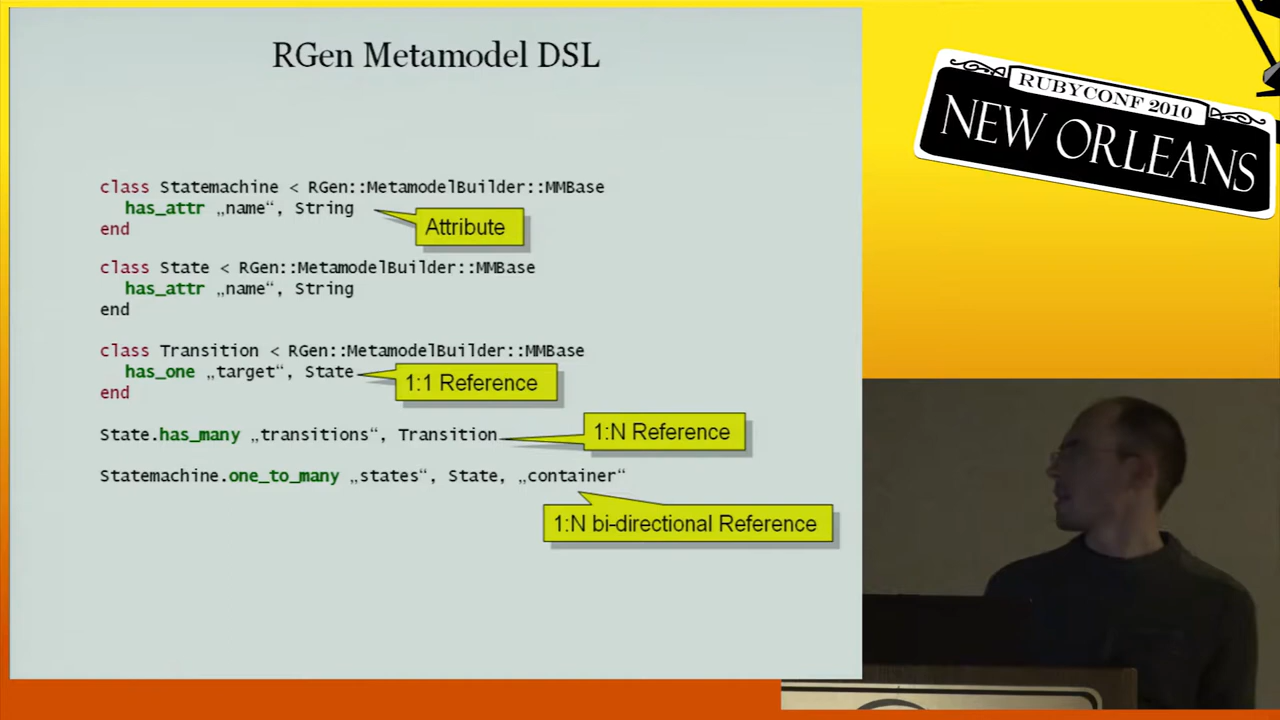 RGen Metamodel DSL
class Statemachine < RGen::MetamodelBuilder::MMBase
has_attr „name“, String
end
Attribute
class State < RGen::MetamodelBuilder::MMBase
has_attr „name“, String
end
class Transition < RGen::MetamodelBuilder::MMBase
has_one „target“, State
end
1:1 Reference
State.has_many „transitions“, Transition
1:N Reference
Statemachine.one_to_many „states“, State, „container“
1:N bi-directional Reference
RUBYCONF 2010
NEW ORLEANS